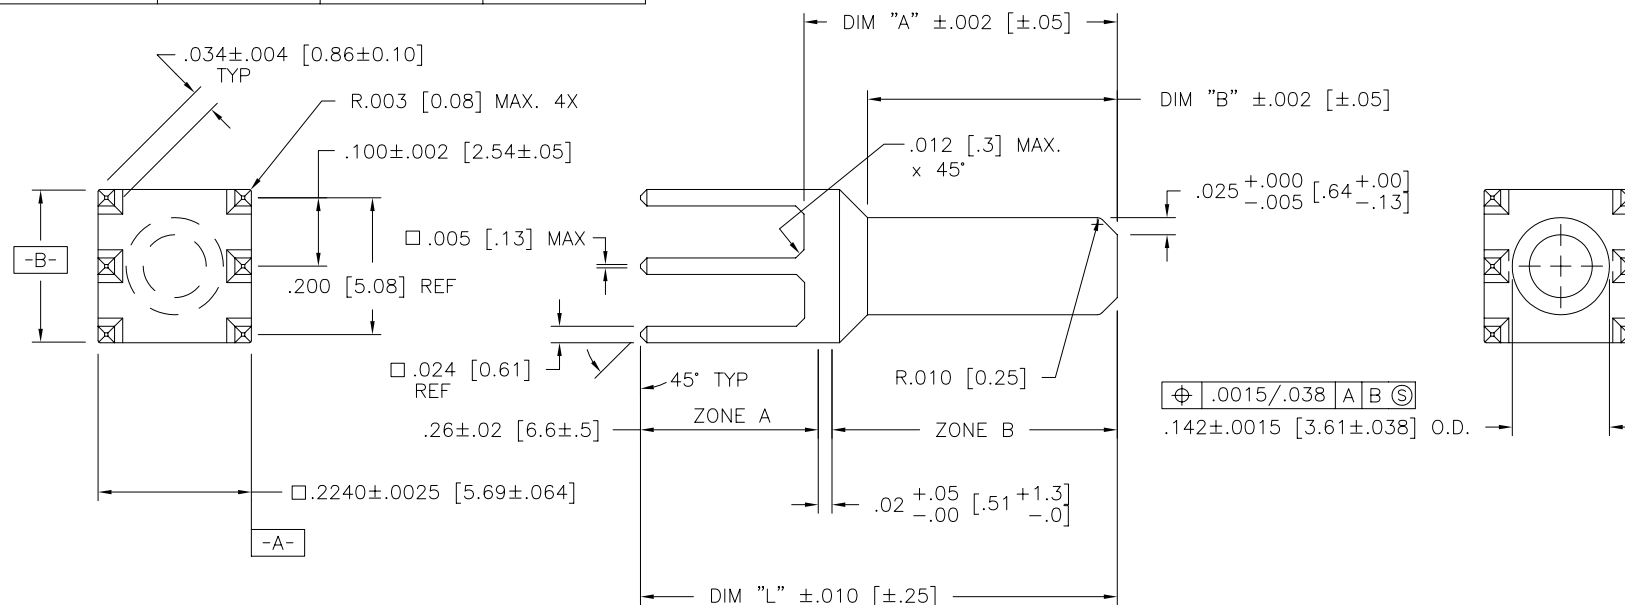 DIM "A" ±.002 [±.05]
.034±.004 [0.86±0.10]
TYP
R.003 [0.08] MAX. 4X
DIM "B" ±.002 [±.05]
.100±.002 [2.54±.05]
.012 [.3] MAX.
x 45°
.025 +.000 -.005 [.64 +.00 -.13]
-B-
□ .005 [.13] MAX
.200 [5.08] REF
□ .024 [0.61]
REF
45° TYP
R.010 [0.25]
⌖ .0015/.038 A B Ⓢ
ZONE A
.26±.02 [6.6±.5]
ZONE B
.142±.0015 [3.61±.038] O.D.
□.2240±.0025 [5.69±.064]
.02 +.05 -.00 [.51 +1.3 -.0]
-A-
DIM "L" ±.010 [±.25]